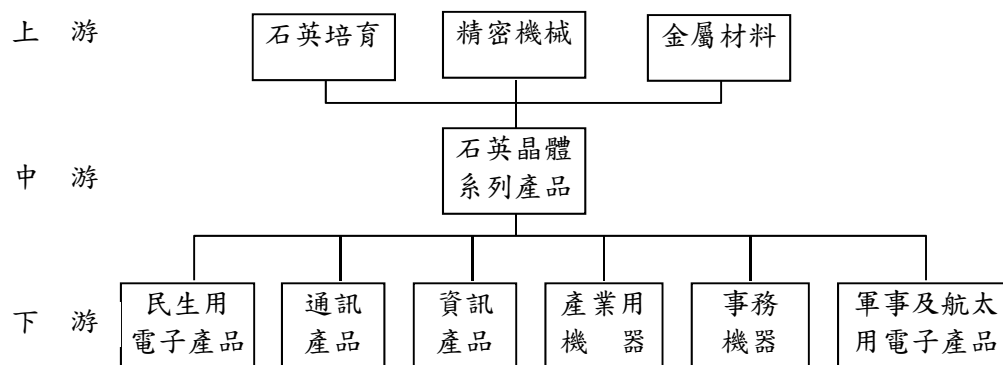 上 游
石英培育
精密機械
金屬材料
中 游
石英晶體
系列產品
下 游
民生用
電子產品
通訊
產品
資訊
產品
產業用
機 器
事務
機器
軍事及航太
用電子產品